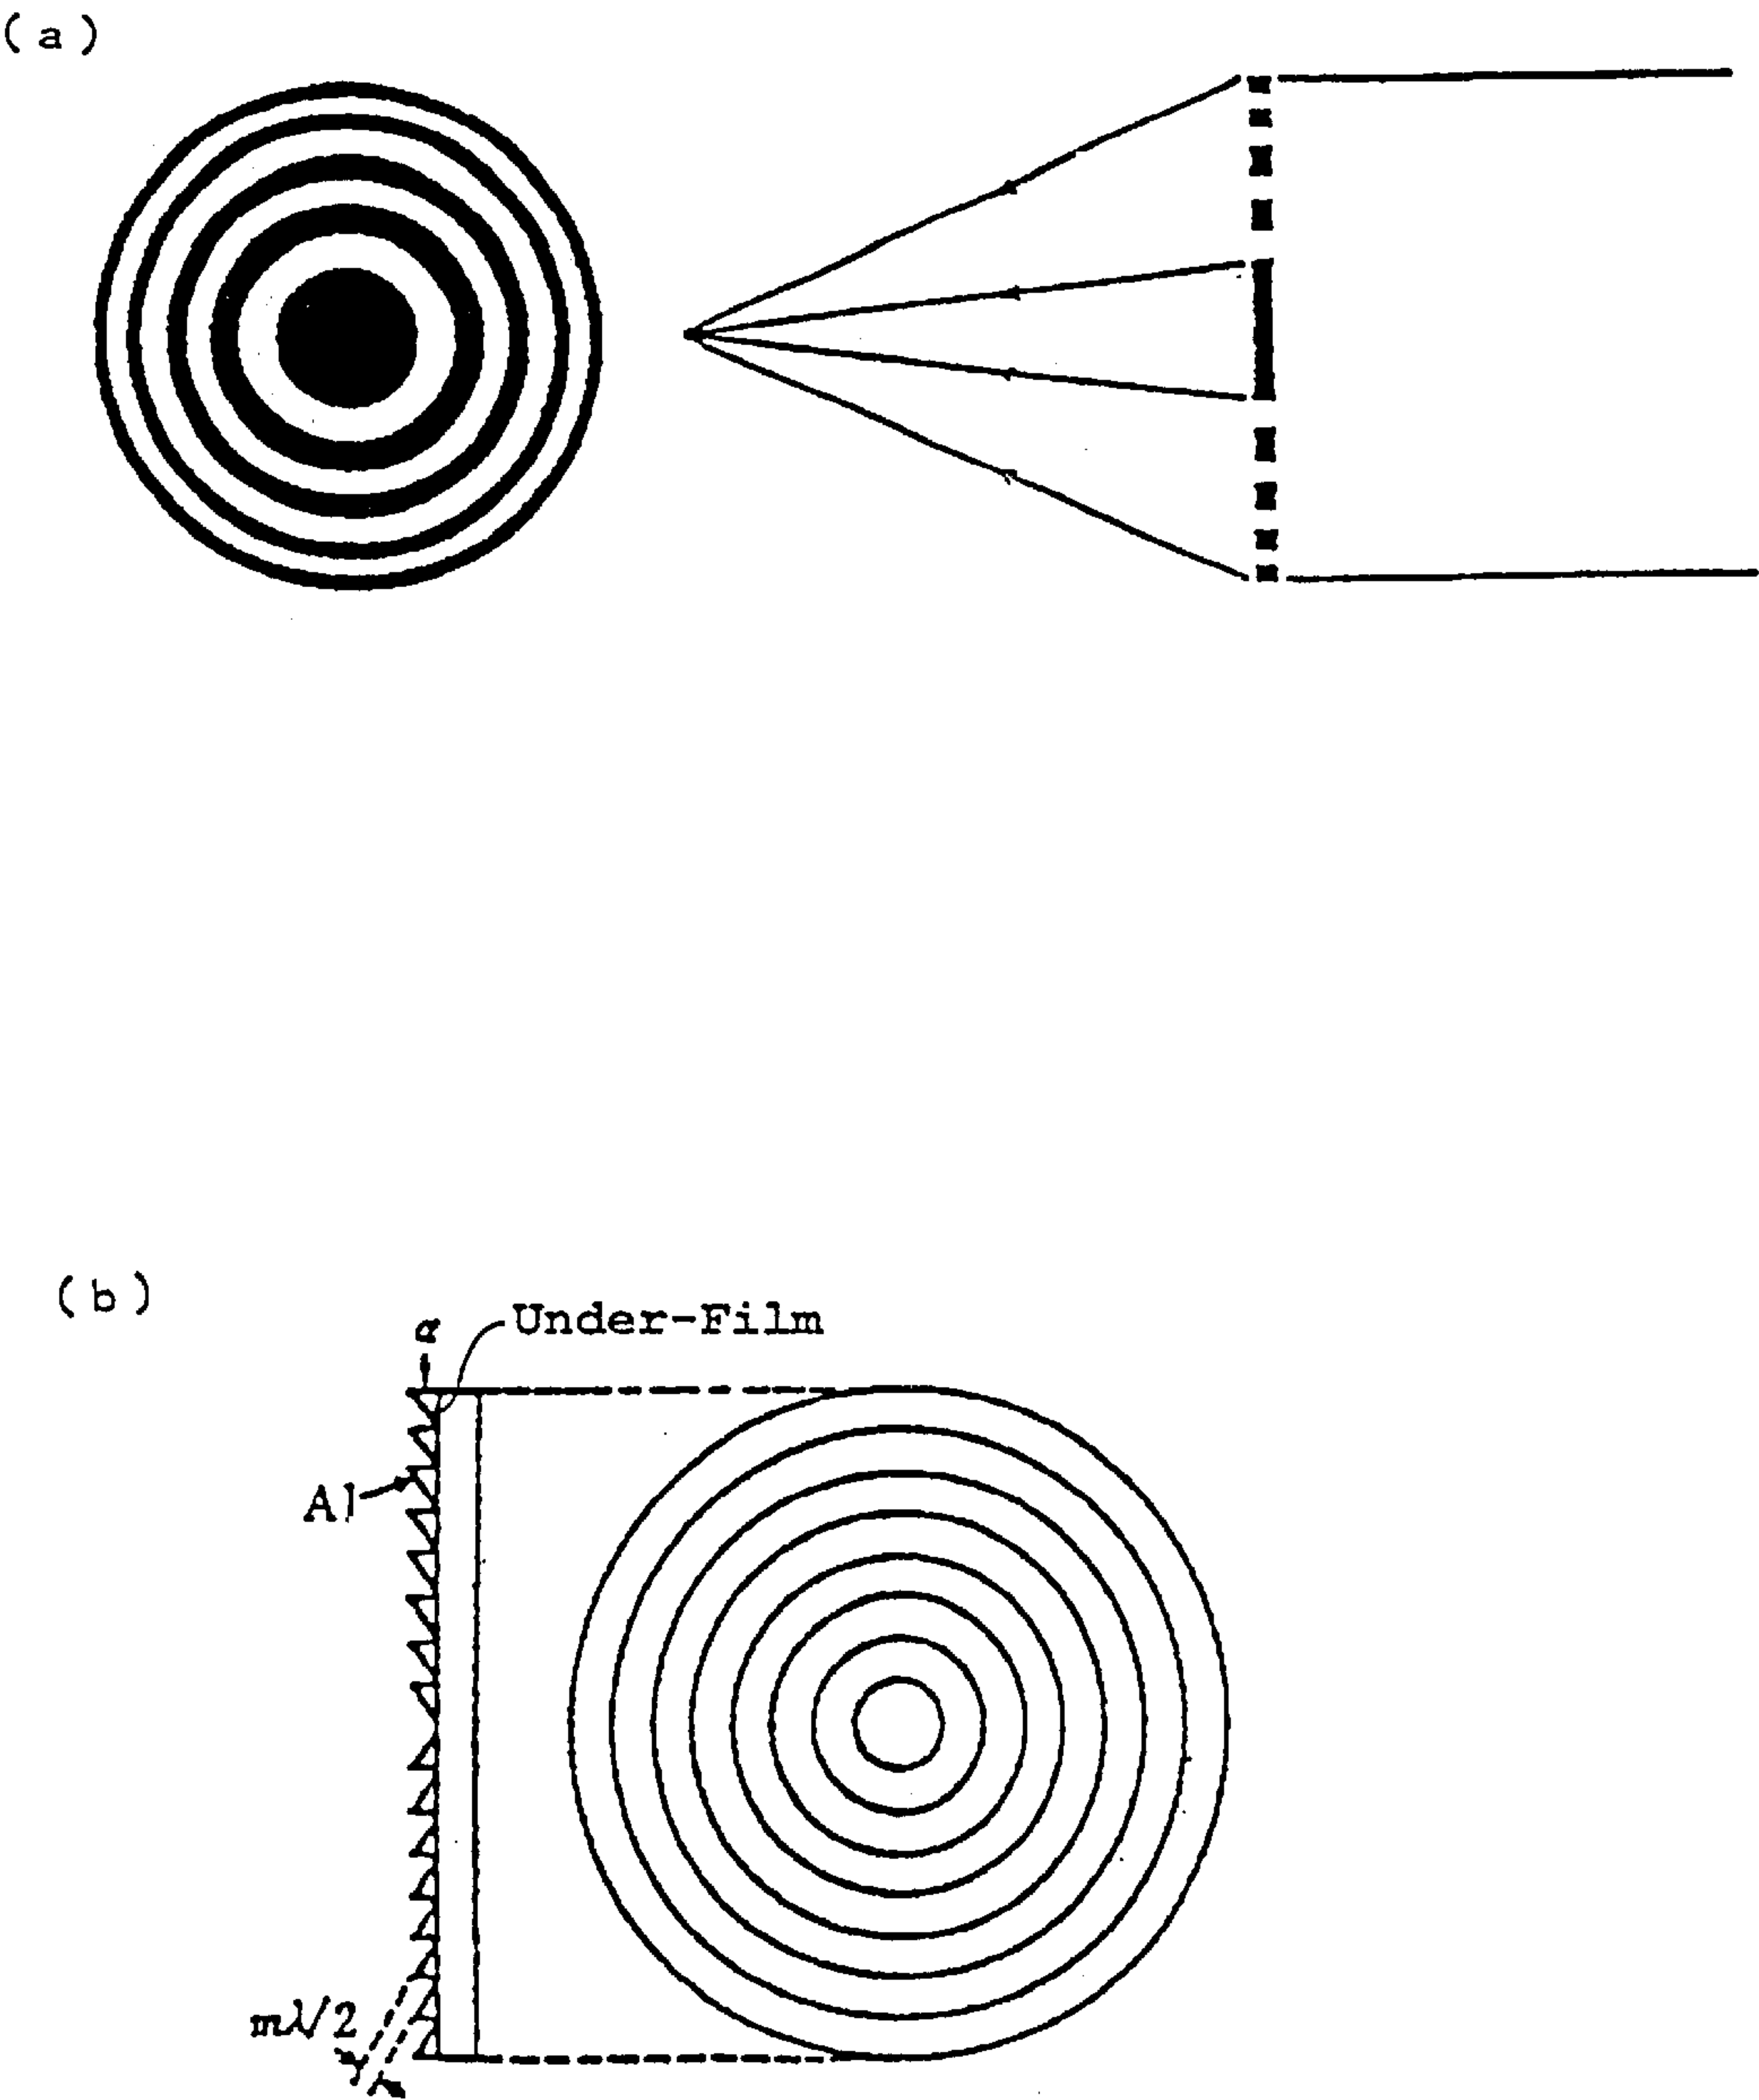 (a)
(b)
α
Under-Film
Al
mλ/2